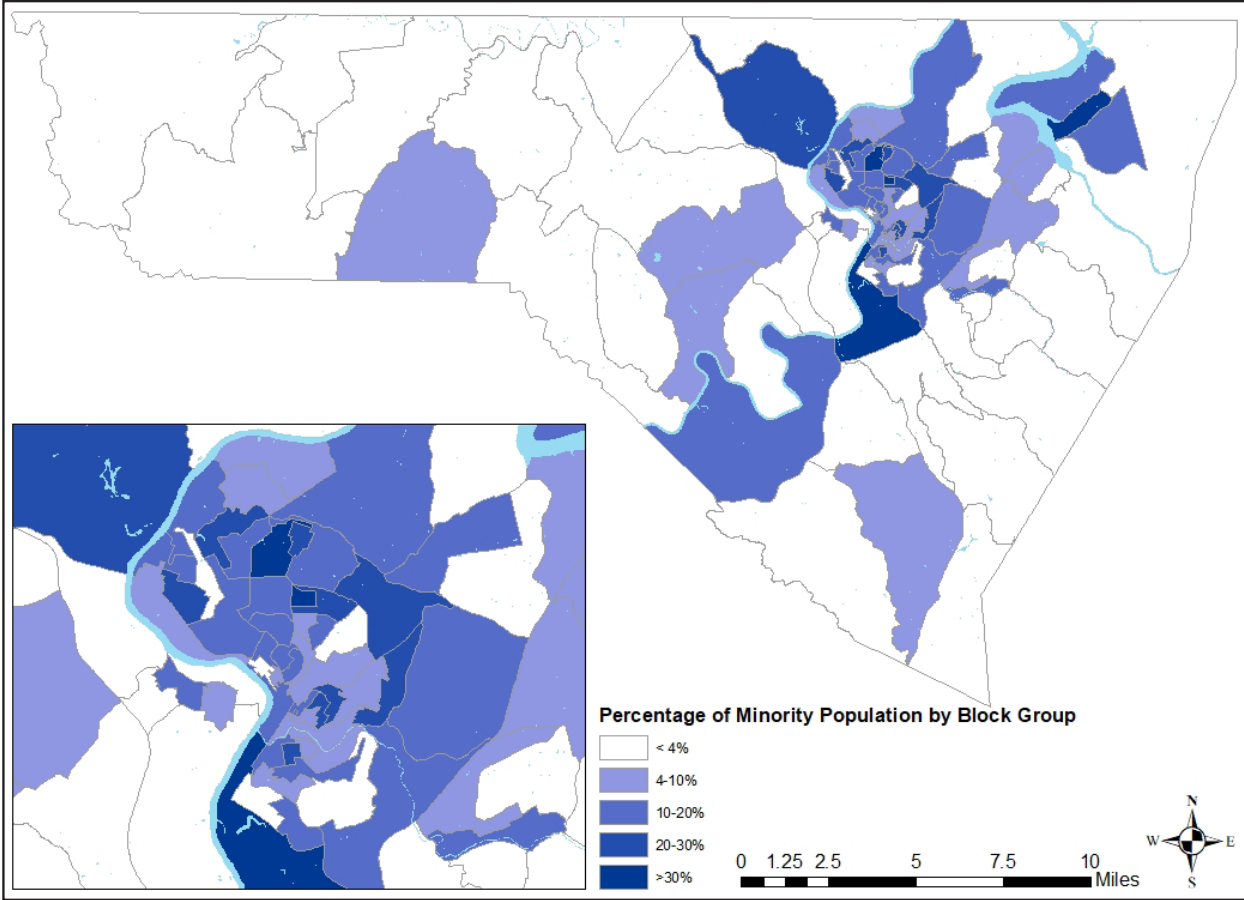 Percentage of Minority Population by Block Group
< 4%
4-10%
10-20%
20-30%
>30%
N
W E
S
0 1.25 2.5 5 7.5 10
Miles